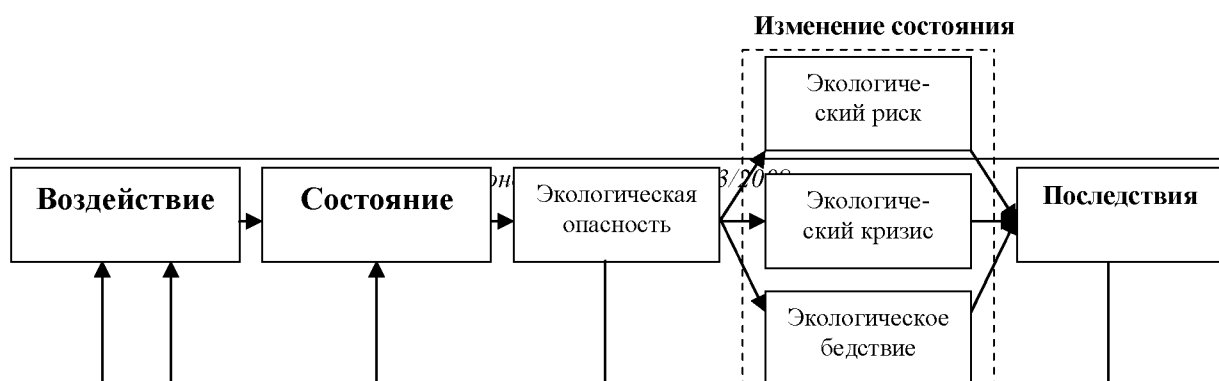 Изменение состояния
Экологиче-
ский риск
Воздействие
Состояние
Экологическая
опасность
Экологиче-
ский кризис
Последствия
Экологическое
бедствие